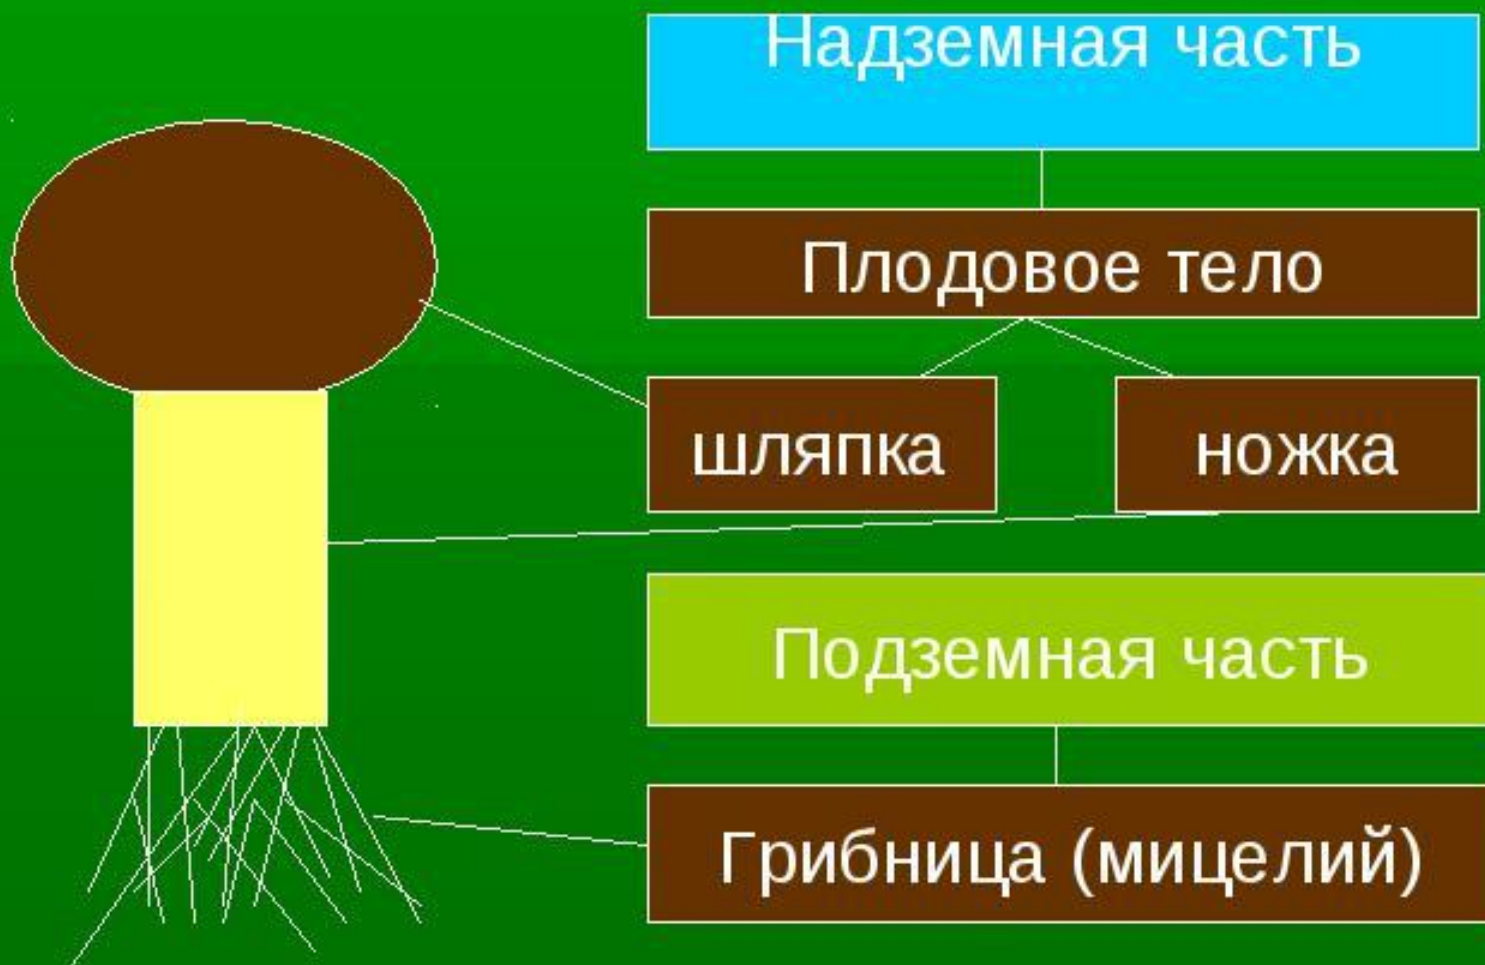 Надземная часть
Плодовое тело
шляпка
ножка
Подземная часть
Грибница (мицелий)